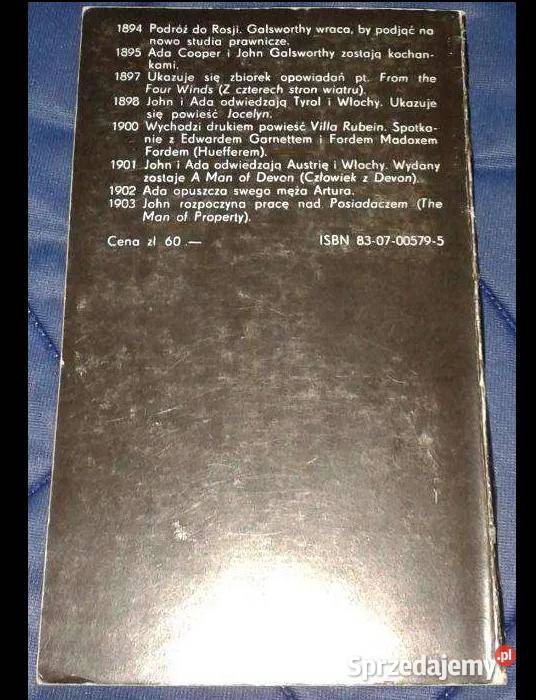 1894 Podróż do Rosji. Galsworthy wraca, by podjąć na
nowo studia prawnicze.
1895 Ada Cooper i John Galsworthy zostają kochan-
kami.
1897 Ukazuje się zbiorek opowiadań pt. From the
Four Winds (Z czterech stron wiatru).
1898 John i Ada odwiedzają Tyrol i Włochy. Ukazuje
się powieść Jocelyn.
1900 Wychodzi drukiem powieść Villa Rubein. Spotka-
nie z Edwardem Garnettem i Fordem Madoxem
Fordem (Huefferem).
1901 John i Ada odwiedzają Austrię i Włochy. Wydany
zostaje A Man of Devon (Człowiek z Devon).
1902 Ada opuszcza swego męża Artura.
1903 John rozpoczyna pracę nad Posiadaczem (The
Man of Property).
Cena zł 60.— ISBN 83-07-00579-5
Sprzedajemy.pl